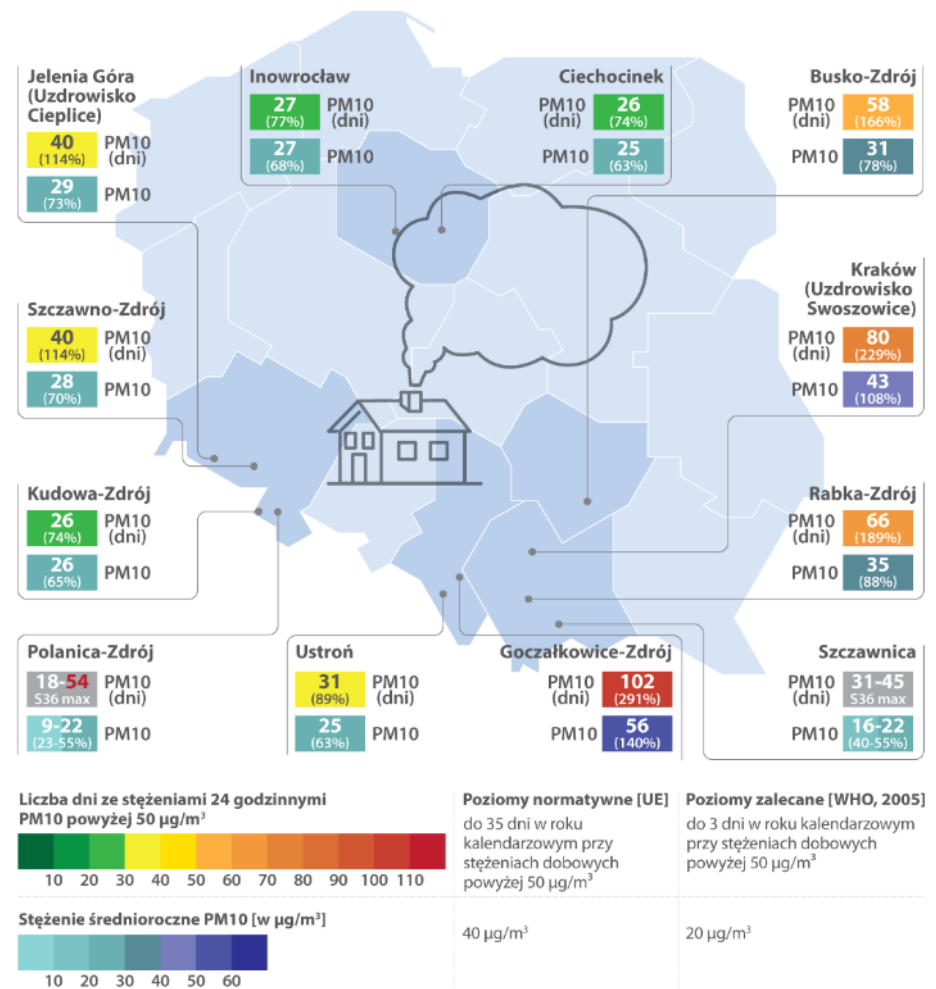 Jelenia Góra
(Uzdrowisko
Cieplice)
40
(114%)
PM10
(dni)
29
(73%)
PM10
Inowrocław
27
(77%)
PM10
(dni)
27
(68%)
PM10
Ciechocinek
PM10
(dni)
26
(74%)
PM10
25
(63%)
Busko-Zdrój
PM10
(dni)
58
(166%)
PM10
31
(78%)
Szczawno-Zdrój
40
(114%)
PM10
(dni)
28
(70%)
PM10
Kraków
(Uzdrowisko
Swoszowice)
PM10
(dni)
80
(229%)
PM10
43
(108%)
Kudowa-Zdrój
26
(74%)
PM10
(dni)
26
(65%)
PM10
Rabka-Zdrój
PM10
(dni)
66
(189%)
PM10
35
(88%)
Polanica-Zdrój
18-54
S36 max
PM10
(dni)
9-22
(23-55%)
PM10
Ustroń
31
(89%)
PM10
(dni)
25
(63%)
PM10
Goczałkowice-Zdrój
PM10
(dni)
102
(291%)
PM10
56
(140%)
Szczawnica
PM10
(dni)
31-45
S36 max
PM10
16-22
(40-55%)
Liczba dni ze stężeniami 24 godzinnymi
PM10 powyżej 50 µg/m³
10 20 30 40 50 60 70 80 90 100 110
Poziomy normatywne [UE]
do 35 dni w roku
kalendarzowym przy
stężeniach dobowych
powyżej 50 µg/m³
Poziomy zalecane [WHO, 2005]
do 3 dni w roku kalendarzowym
przy stężeniach dobowych
powyżej 50 µg/m³
Stężenie średnioroczne PM10 [w µg/m³]
10 20 30 40 50 60
40 µg/m³
20 µg/m³